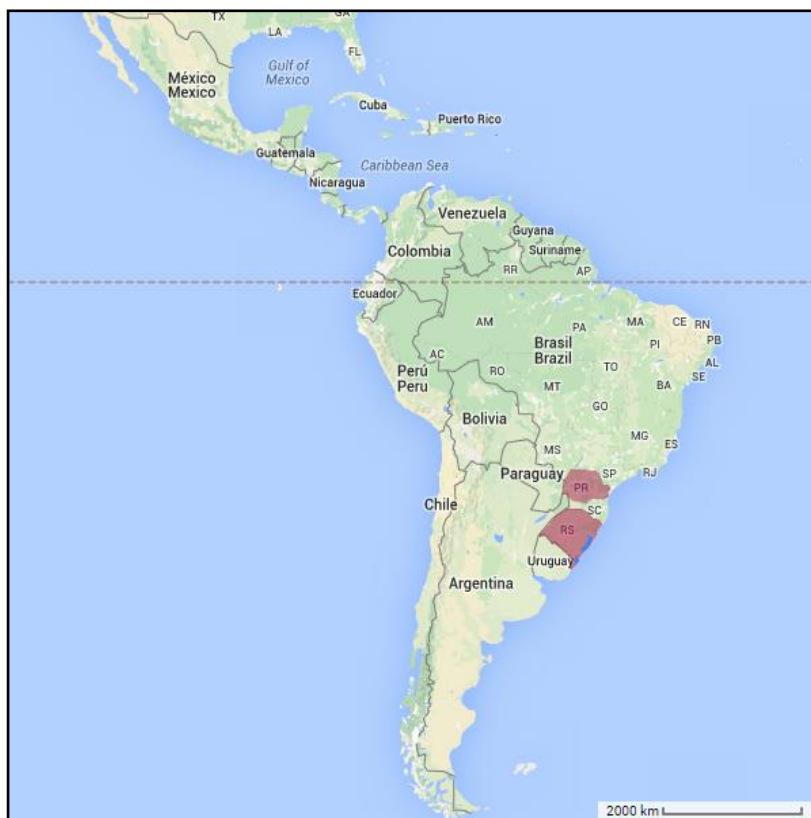 TX
GA
LA
FL
Gulf of
Mexico
México
Mexico
Cuba
Puerto Rico
Guatemala
Caribbean Sea
Nicaragua
Venezuela
Guyana
Colombia
Suriname
RR
AP
Ecuador
AM
PA
MA
CE
RN
Brasil
Brazil
PI
PB
AC
TO
AL
Perú
Peru
RO
SE
MT
BA
GO
Bolivia
MG
ES
MS
Paraguay
SP
RJ
PR
Chile
SC
RS
Uruguay
Argentina
2000 km